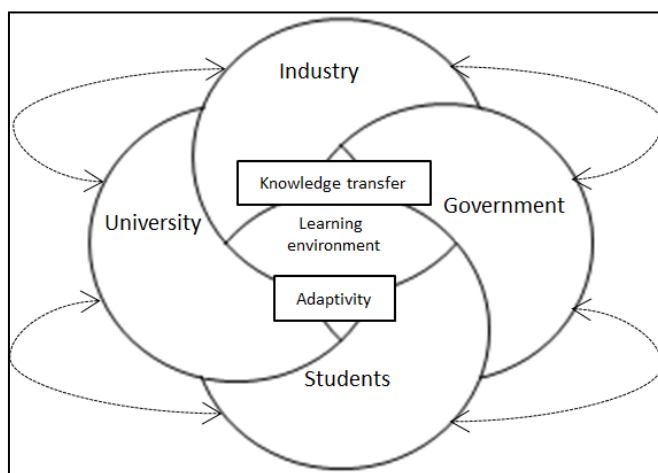 Industry
Knowledge transfer
University
Government
Learning
environment
Adaptivity
Students